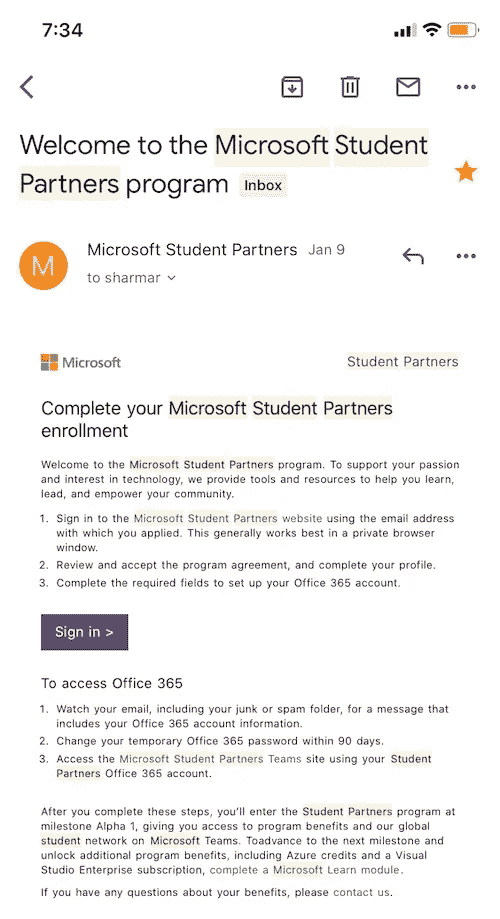 7:34
Welcome to the Microsoft Student
Partners program Inbox
M
Microsoft Student Partners Jan 9
to sharmar
Microsoft
Student Partners
Complete your Microsoft Student Partners
enrollment
Welcome to the Microsoft Student Partners program. To support your passion
and interest in technology, we provide tools and resources to help you learn,
lead, and empower your community.
1. Sign in to the Microsoft Student Partners website using the email address
with which you applied. This generally works best in a private browser
window.
2. Review and accept the program agreement, and complete your profile.
3. Complete the required fields to set up your Office 365 account.
Sign in >
To access Office 365
1. Watch your email, including your junk or spam folder, for a message that
includes your Office 365 account information.
2. Change your temporary Office 365 password within 90 days.
3. Access the Microsoft Student Partners Teams site using your Student
Partners Office 365 account.
After you complete these steps, you'll enter the Student Partners program at
milestone Alpha 1, giving you access to program benefits and our global
student network on Microsoft Teams. Toadvance to the next milestone and
unlock additional program benefits, including Azure credits and a Visual
Studio Enterprise subscription, complete a Microsoft Learn module.
If you have any questions about your benefits, please contact us.